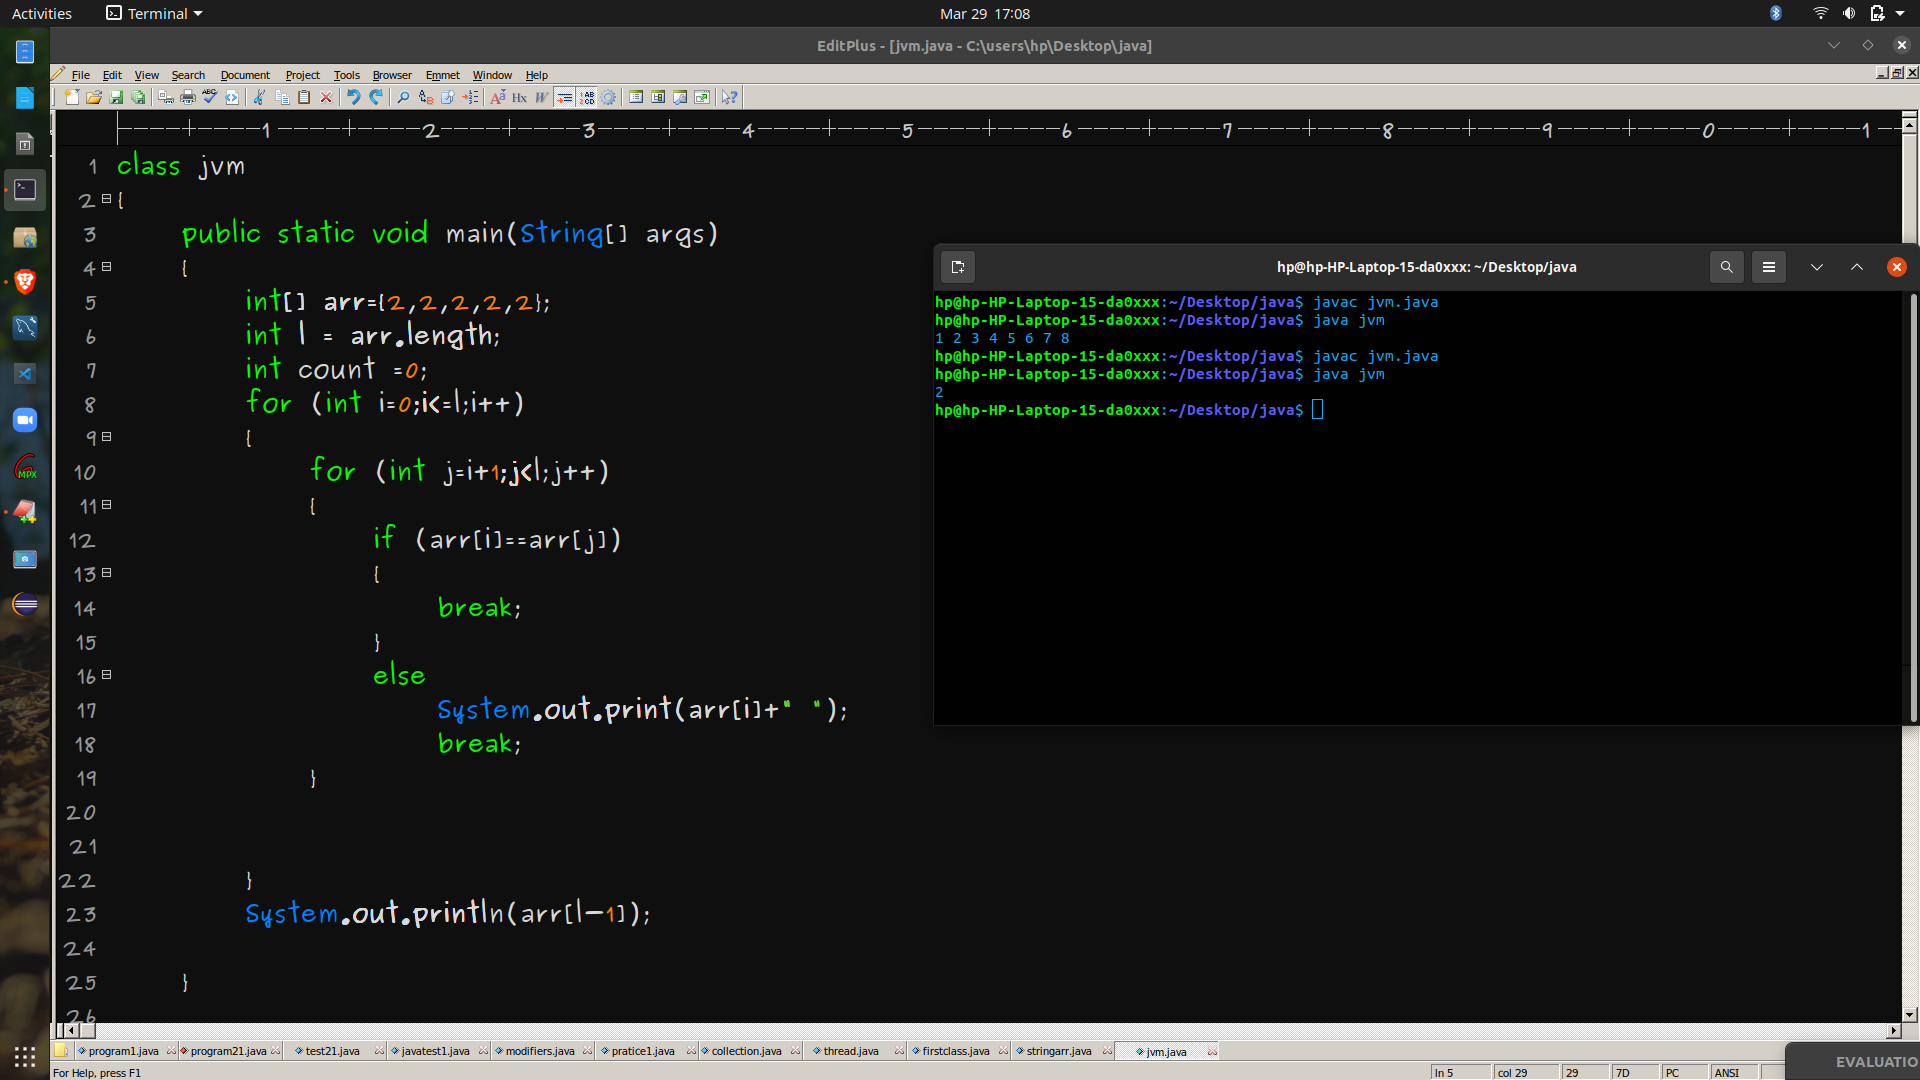 Activities Terminal Mar 29 17:08
EditPlus - [jvm.java - C:\users\hp\Desktop\java]
File Edit View Search Document Project Tools Browser Emmet Window Help
1 2 3 4 5 6 7 8 9 0 1
1 class jvm
2 {
3 public static void main(String[] args)
4 {
5 int[] arr={2,2,2,2,2};
6 int l = arr.length;
7 int count =0;
8 for (int i=0;i<=l;i++)
9 {
10 for (int j=i+1;j<l;j++)
11 {
12 if (arr[i]==arr[j])
13 {
14 break;
15 }
16 else
17 System.out.print(arr[i]+" ");
18 break;
19 }
20
21
22 }
23 System.out.println(arr[l-1]);
24
25 }
26
hp@hp-HP-Laptop-15-da0xxx: ~/Desktop/java
hp@hp-HP-Laptop-15-da0xxx:~/Desktop/java$ javac jvm.java
hp@hp-HP-Laptop-15-da0xxx:~/Desktop/java$ java jvm
1 2 3 4 5 6 7 8
hp@hp-HP-Laptop-15-da0xxx:~/Desktop/java$ javac jvm.java
hp@hp-HP-Laptop-15-da0xxx:~/Desktop/java$ java jvm
2
hp@hp-HP-Laptop-15-da0xxx:~/Desktop/java$
program1.java program21.java test21.java javatest1.java modifiers.java pratice1.java collection.java thread.java firstclass.java stringarr.java jvm.java
EVALUATIO
For Help, press F1 ln 5 col 29 29 7D PC ANSI